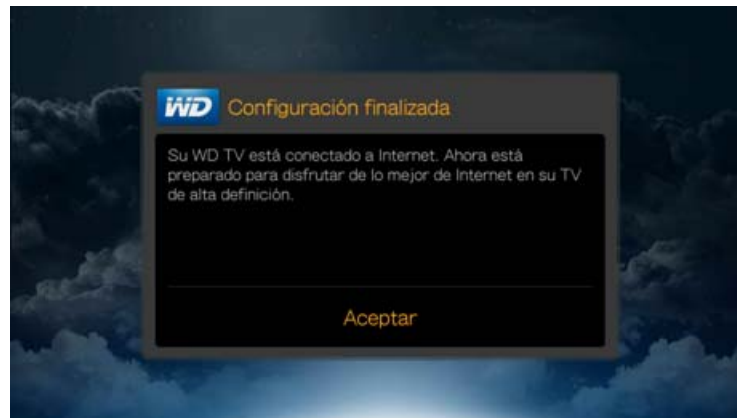 WD Configuración finalizada
Su WD TV está conectado a Internet. Ahora está
preparado para disfrutar de lo mejor de Internet en su TV
de alta definición.
Aceptar